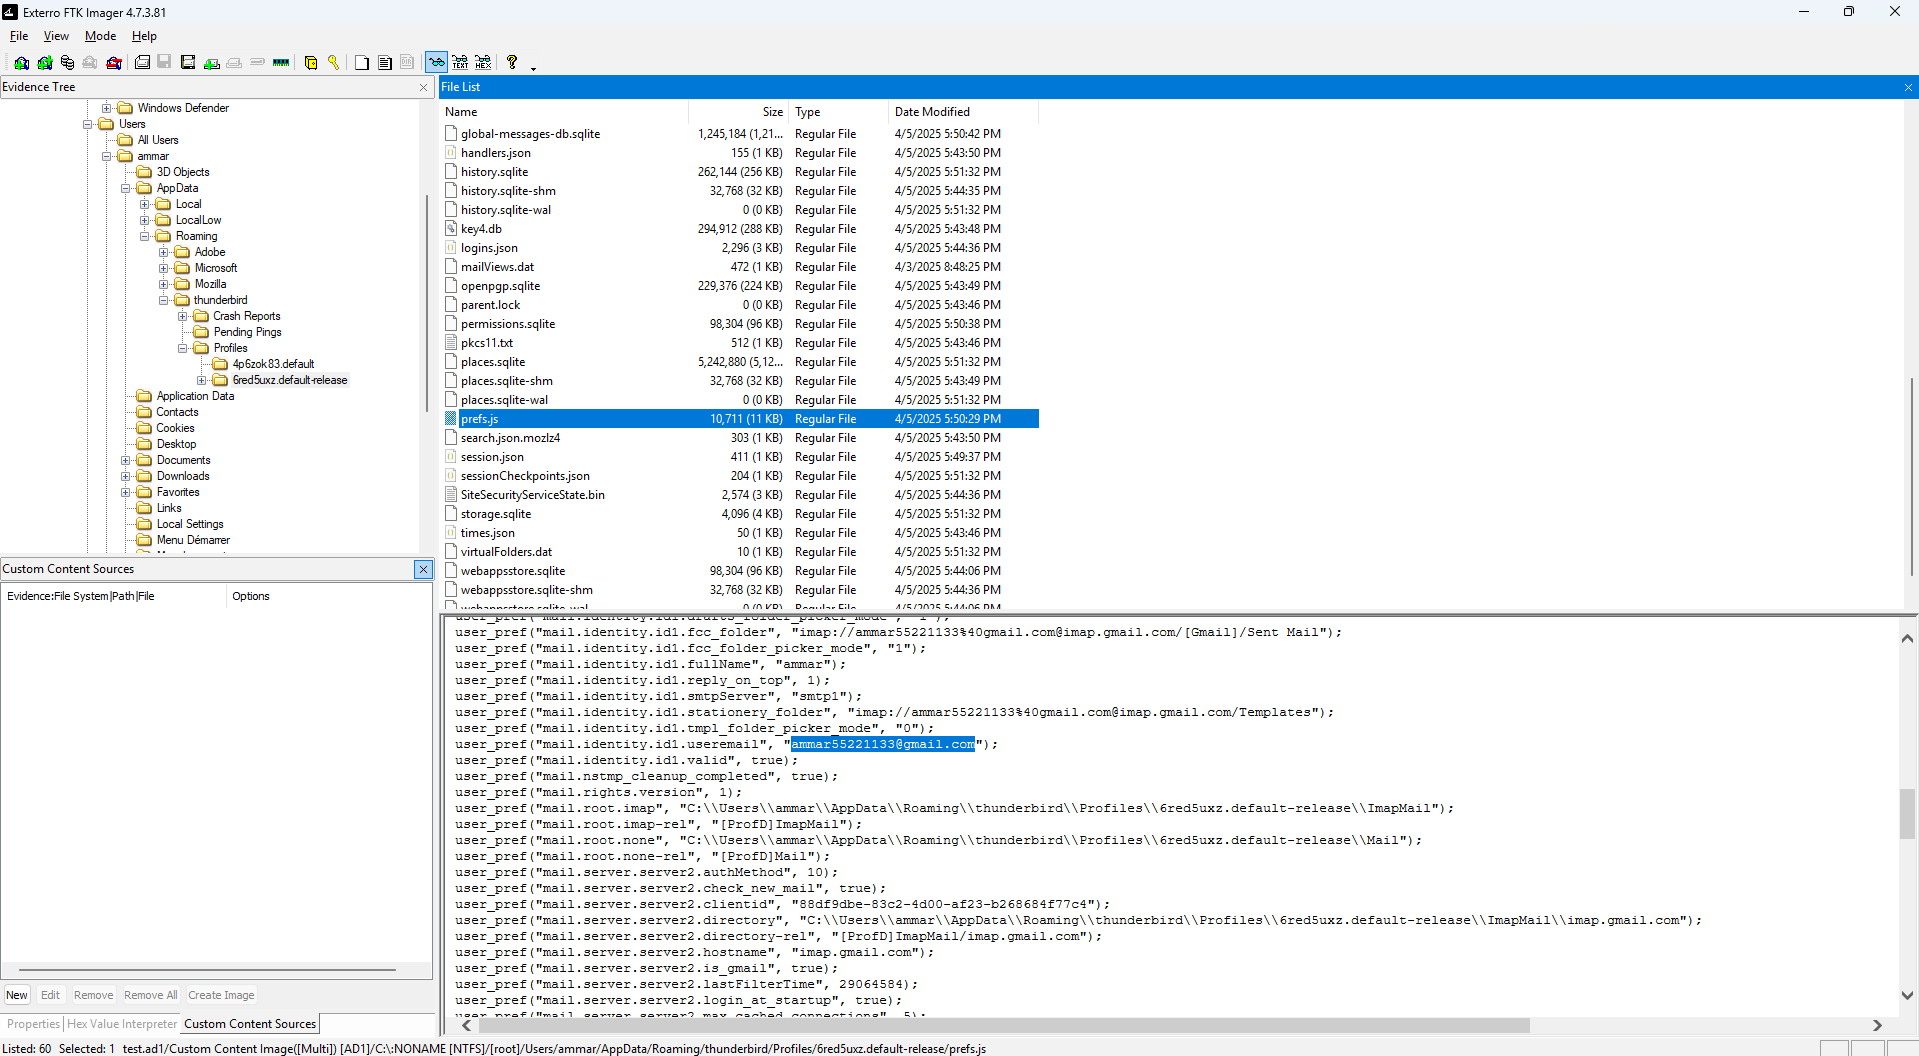 Exterro FTK Imager 4.7.3.81
File View Mode Help
Evidence Tree
Windows Defender
Users
All Users
ammar
3D Objects
AppData
Local
LocalLow
Roaming
Adobe
Microsoft
Mozilla
thunderbird
Crash Reports
Pending Pings
Profiles
4p6zok83.default
6red5uxz.default-release
Application Data
Contacts
Cookies
Desktop
Documents
Downloads
Favorites
Links
Local Settings
Menu Démarrer
Custom Content Sources
Evidence:File System|Path|File Options
New Edit Remove Remove All Create Image
Properties Hex Value Interpreter Custom Content Sources
File List
Name Size Type Date Modified
global-messages-db.sqlite 1,245,184 (1,21... Regular File 4/5/2025 5:50:42 PM
handlers.json 155 (1 KB) Regular File 4/5/2025 5:43:50 PM
history.sqlite 262,144 (256 KB) Regular File 4/5/2025 5:51:32 PM
history.sqlite-shm 32,768 (32 KB) Regular File 4/5/2025 5:44:35 PM
history.sqlite-wal 0 (0 KB) Regular File 4/5/2025 5:51:32 PM
key4.db 294,912 (288 KB) Regular File 4/5/2025 5:43:48 PM
logins.json 2,296 (3 KB) Regular File 4/5/2025 5:44:36 PM
mailViews.dat 472 (1 KB) Regular File 4/3/2025 8:48:25 PM
openpgp.sqlite 229,376 (224 KB) Regular File 4/5/2025 5:43:49 PM
parent.lock 0 (0 KB) Regular File 4/5/2025 5:43:46 PM
permissions.sqlite 98,304 (96 KB) Regular File 4/5/2025 5:50:38 PM
pkcs11.txt 512 (1 KB) Regular File 4/5/2025 5:43:46 PM
places.sqlite 5,242,880 (5,12... Regular File 4/5/2025 5:51:32 PM
places.sqlite-shm 32,768 (32 KB) Regular File 4/5/2025 5:43:49 PM
places.sqlite-wal 0 (0 KB) Regular File 4/5/2025 5:51:32 PM
prefs.js 10,711 (11 KB) Regular File 4/5/2025 5:50:29 PM
search.json.mozlz4 303 (1 KB) Regular File 4/5/2025 5:43:50 PM
session.json 411 (1 KB) Regular File 4/5/2025 5:49:37 PM
sessionCheckpoints.json 204 (1 KB) Regular File 4/5/2025 5:51:32 PM
SiteSecurityServiceState.bin 2,574 (3 KB) Regular File 4/5/2025 5:44:36 PM
storage.sqlite 4,096 (4 KB) Regular File 4/5/2025 5:51:32 PM
times.json 50 (1 KB) Regular File 4/5/2025 5:43:46 PM
virtualFolders.dat 10 (1 KB) Regular File 4/5/2025 5:51:32 PM
webappsstore.sqlite 98,304 (96 KB) Regular File 4/5/2025 5:44:06 PM
webappsstore.sqlite-shm 32,768 (32 KB) Regular File 4/5/2025 5:44:36 PM
webappsstore.sqlite-wal 0 (0 KB) Regular File 4/5/2025 5:44:06 PM
user_pref("mail.identity.id1.drafts_folder_picker_mode", "1");
user_pref("mail.identity.id1.fcc_folder", "imap://ammar55221133%40gmail.com@imap.gmail.com/[Gmail]/Sent Mail");
user_pref("mail.identity.id1.fcc_folder_picker_mode", "1");
user_pref("mail.identity.id1.fullName", "ammar");
user_pref("mail.identity.id1.reply_on_top", 1);
user_pref("mail.identity.id1.smtpServer", "smtp1");
user_pref("mail.identity.id1.stationery_folder", "imap://ammar55221133%40gmail.com@imap.gmail.com/Templates");
user_pref("mail.identity.id1.tmpl_folder_picker_mode", "0");
user_pref("mail.identity.id1.useremail", "ammar55221133@gmail.com");
user_pref("mail.identity.id1.valid", true);
user_pref("mail.nstmp_cleanup_completed", true);
user_pref("mail.rights.version", 1);
user_pref("mail.root.imap", "C:\\Users\\ammar\\AppData\\Roaming\\thunderbird\\Profiles\\6red5uxz.default-release\\ImapMail");
user_pref("mail.root.imap-rel", "[ProfD]ImapMail");
user_pref("mail.root.none", "C:\\Users\\ammar\\AppData\\Roaming\\thunderbird\\Profiles\\6red5uxz.default-release\\Mail");
user_pref("mail.root.none-rel", "[ProfD]Mail");
user_pref("mail.server.server2.authMethod", 10);
user_pref("mail.server.server2.check_new_mail", true);
user_pref("mail.server.server2.clientid", "88df9dbe-83c2-4d00-af23-b268684f77c4");
user_pref("mail.server.server2.directory", "C:\\Users\\ammar\\AppData\\Roaming\\thunderbird\\Profiles\\6red5uxz.default-release\\ImapMail\\imap.gmail.com");
user_pref("mail.server.server2.directory-rel", "[ProfD]ImapMail/imap.gmail.com");
user_pref("mail.server.server2.hostname", "imap.gmail.com");
user_pref("mail.server.server2.is_gmail", true);
user_pref("mail.server.server2.lastFilterTime", 29064584);
user_pref("mail.server.server2.login_at_startup", true);
user_pref("mail.server.server2.max_cached_connections", 5);
Listed: 60 Selected: 1 test.ad1/Custom Content Image([Multi]) [AD1]/C:\:NONAME [NTFS]/[root]/Users/ammar/AppData/Roaming/thunderbird/Profiles/6red5uxz.default-release/prefs.js